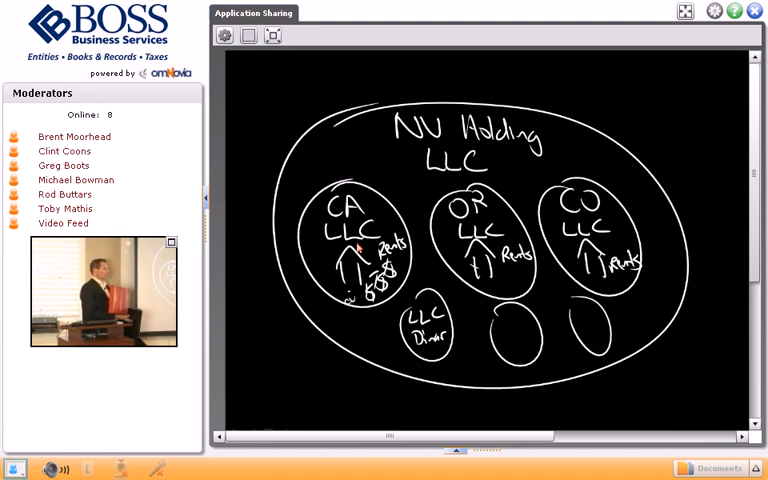 BOSS
Business Services
Entities • Books & Records • Taxes
powered by omNovia
Moderators
Online: 8
Brent Moorhead
Clint Coons
Greg Boots
Michael Bowman
Rod Buttars
Toby Mathis
Video Feed
Application Sharing
NV Holding
LLC
CA
LLC
Rents
$
$
$
OR
LLC
Rents
CO
LLC
Rents
LLC
Dinar
Documents